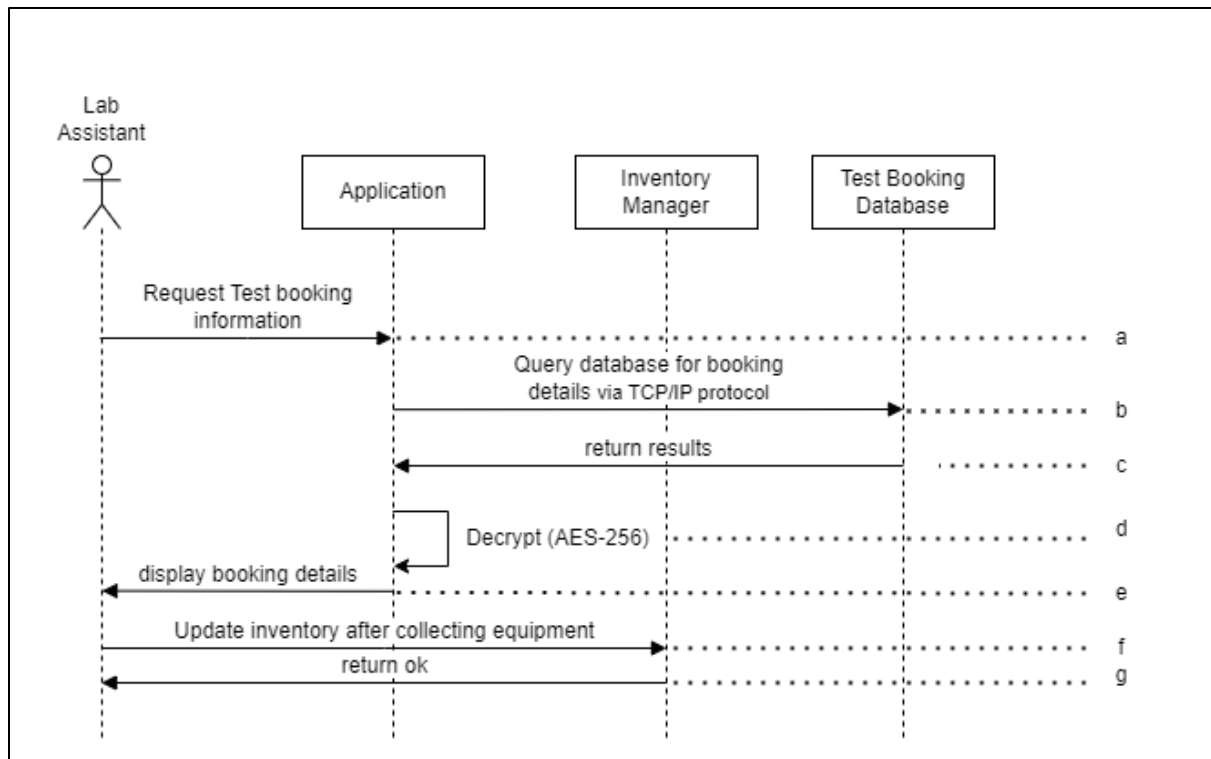 Lab
Assistant
Application
Inventory
Manager
Test Booking
Database
Request Test booking
information
a
Query database for booking
details via TCP/IP protocol
b
return results
c
Decrypt (AES-256)
d
display booking details
e
Update inventory after collecting equipment
f
return ok
g